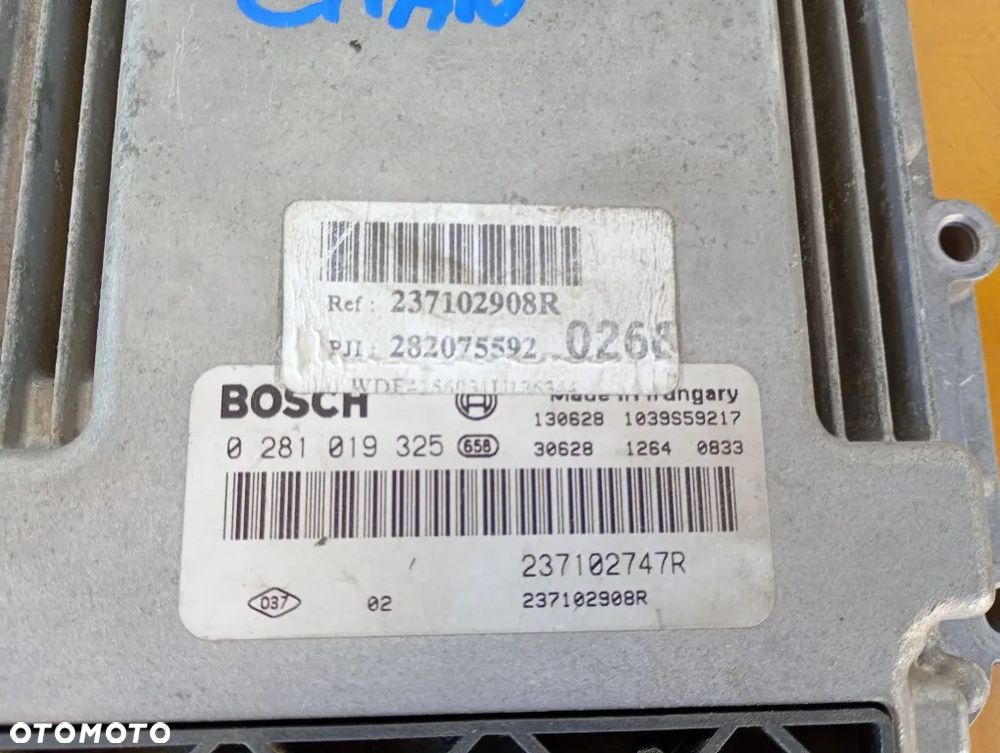 CITAN
Ref : 237102908R
PJI : 282075592 0268
BOSCH Made in Hungary
130628 1039S59217
0 281 019 325 658 30628 1264 0833
237102747R
037 02 237102908R
OTOMOTO